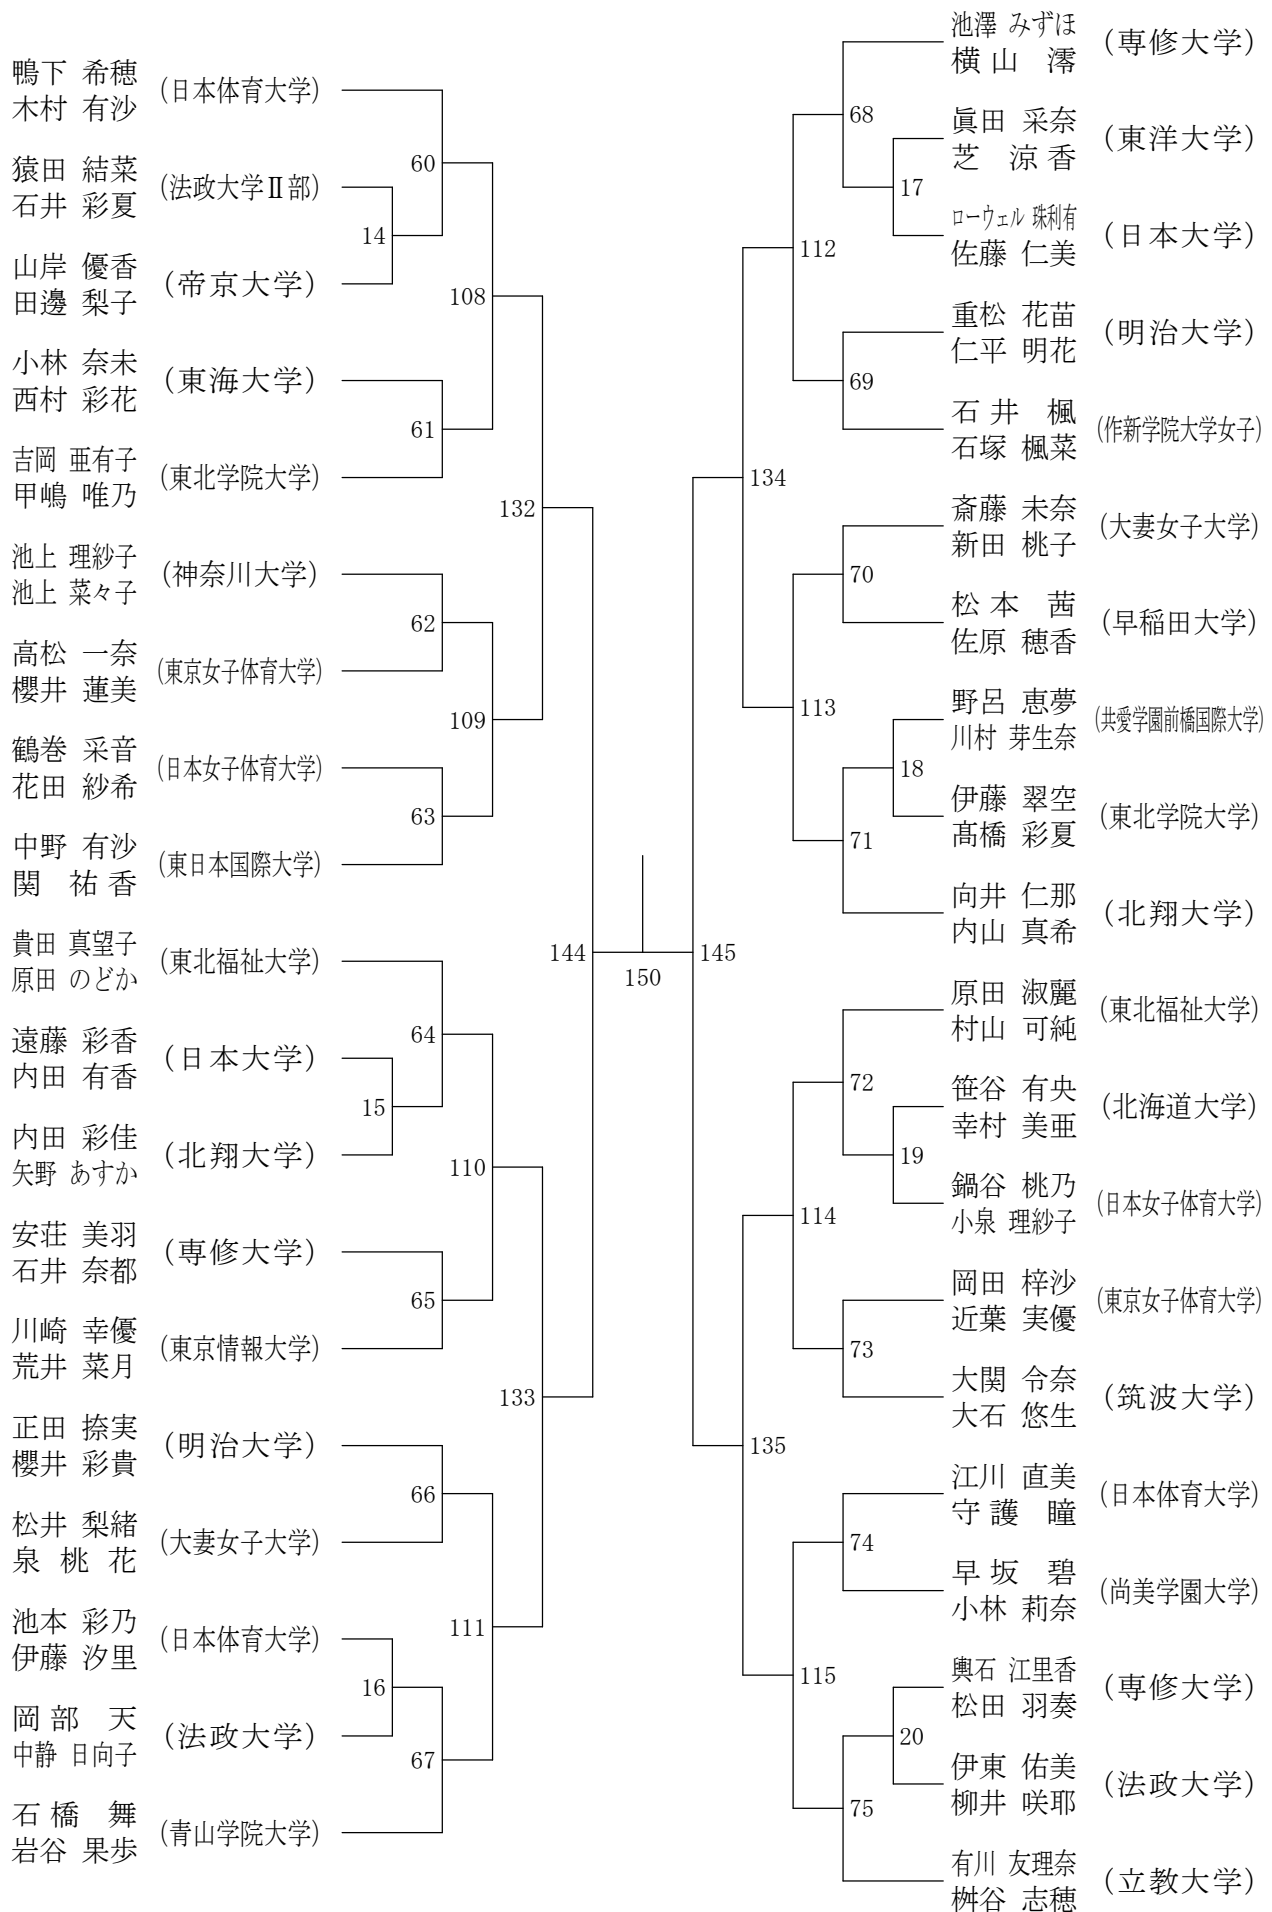 鴨下 希穂
木村 有沙
(日本体育大学)
猿田 結菜
石井 彩夏
(法政大学Ⅱ部)
山岸 優香
田邊 梨子
(帝京大学)
小林 奈未
西村 彩花
(東海大学)
吉岡 亜有子
甲嶋 唯乃
(東北学院大学)
池上 理紗子
池上 菜々子
(神奈川大学)
高松 一奈
櫻井 蓮美
(東京女子体育大学)
鶴巻 采音
花田 紗希
(日本女子体育大学)
中野 有沙
関 祐香
(東日本国際大学)
貴田 真望子
原田 のどか
(東北福祉大学)
遠藤 彩香
内田 有香
(日本大学)
内田 彩佳
矢野 あすか
(北翔大学)
安荘 美羽
石井 奈都
(専修大学)
川崎 幸優
荒井 菜月
(東京情報大学)
正田 捺実
櫻井 彩貴
(明治大学)
松井 梨緒
泉 桃花
(大妻女子大学)
池本 彩乃
伊藤 汐里
(日本体育大学)
岡部 天
中静 日向子
(法政大学)
石橋 舞
岩谷 果歩
(青山学院大学)
14
15
16
60
61
62
63
64
65
66
67
108
109
110
111
132
133
144
150
145
134
135
112
113
114
115
68
69
70
71
72
73
74
75
17
18
19
20
池澤 みずほ
横山 澪
(専修大学)
眞田 采奈
芝 涼香
(東洋大学)
ローウェル 珠利有
佐藤 仁美
(日本大学)
重松 花苗
仁平 明花
(明治大学)
石井 楓
石塚 楓菜
(作新学院大学女子)
斎藤 未奈
新田 桃子
(大妻女子大学)
松本 茜
佐原 穂香
(早稲田大学)
野呂 恵夢
川村 芽生奈
(共愛学園前橋国際大学)
伊藤 翠空
髙橋 彩夏
(東北学院大学)
向井 仁那
内山 真希
(北翔大学)
原田 淑麗
村山 可純
(東北福祉大学)
笹谷 有央
幸村 美亜
(北海道大学)
鍋谷 桃乃
小泉 理紗子
(日本女子体育大学)
岡田 梓沙
近葉 実優
(東京女子体育大学)
大関 令奈
大石 悠生
(筑波大学)
江川 直美
守護 瞳
(日本体育大学)
早坂 碧
小林 莉奈
(尚美学園大学)
輿石 江里香
松田 羽奏
(専修大学)
伊東 佑美
柳井 咲耶
(法政大学)
有川 友理奈
桝谷 志穂
(立教大学)